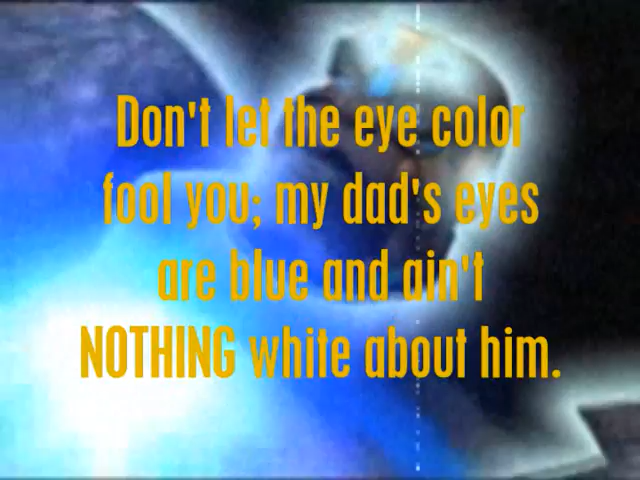 Don't let the eye color
fool you; my dad's eyes
are blue and ain't
NOTHING white about him.